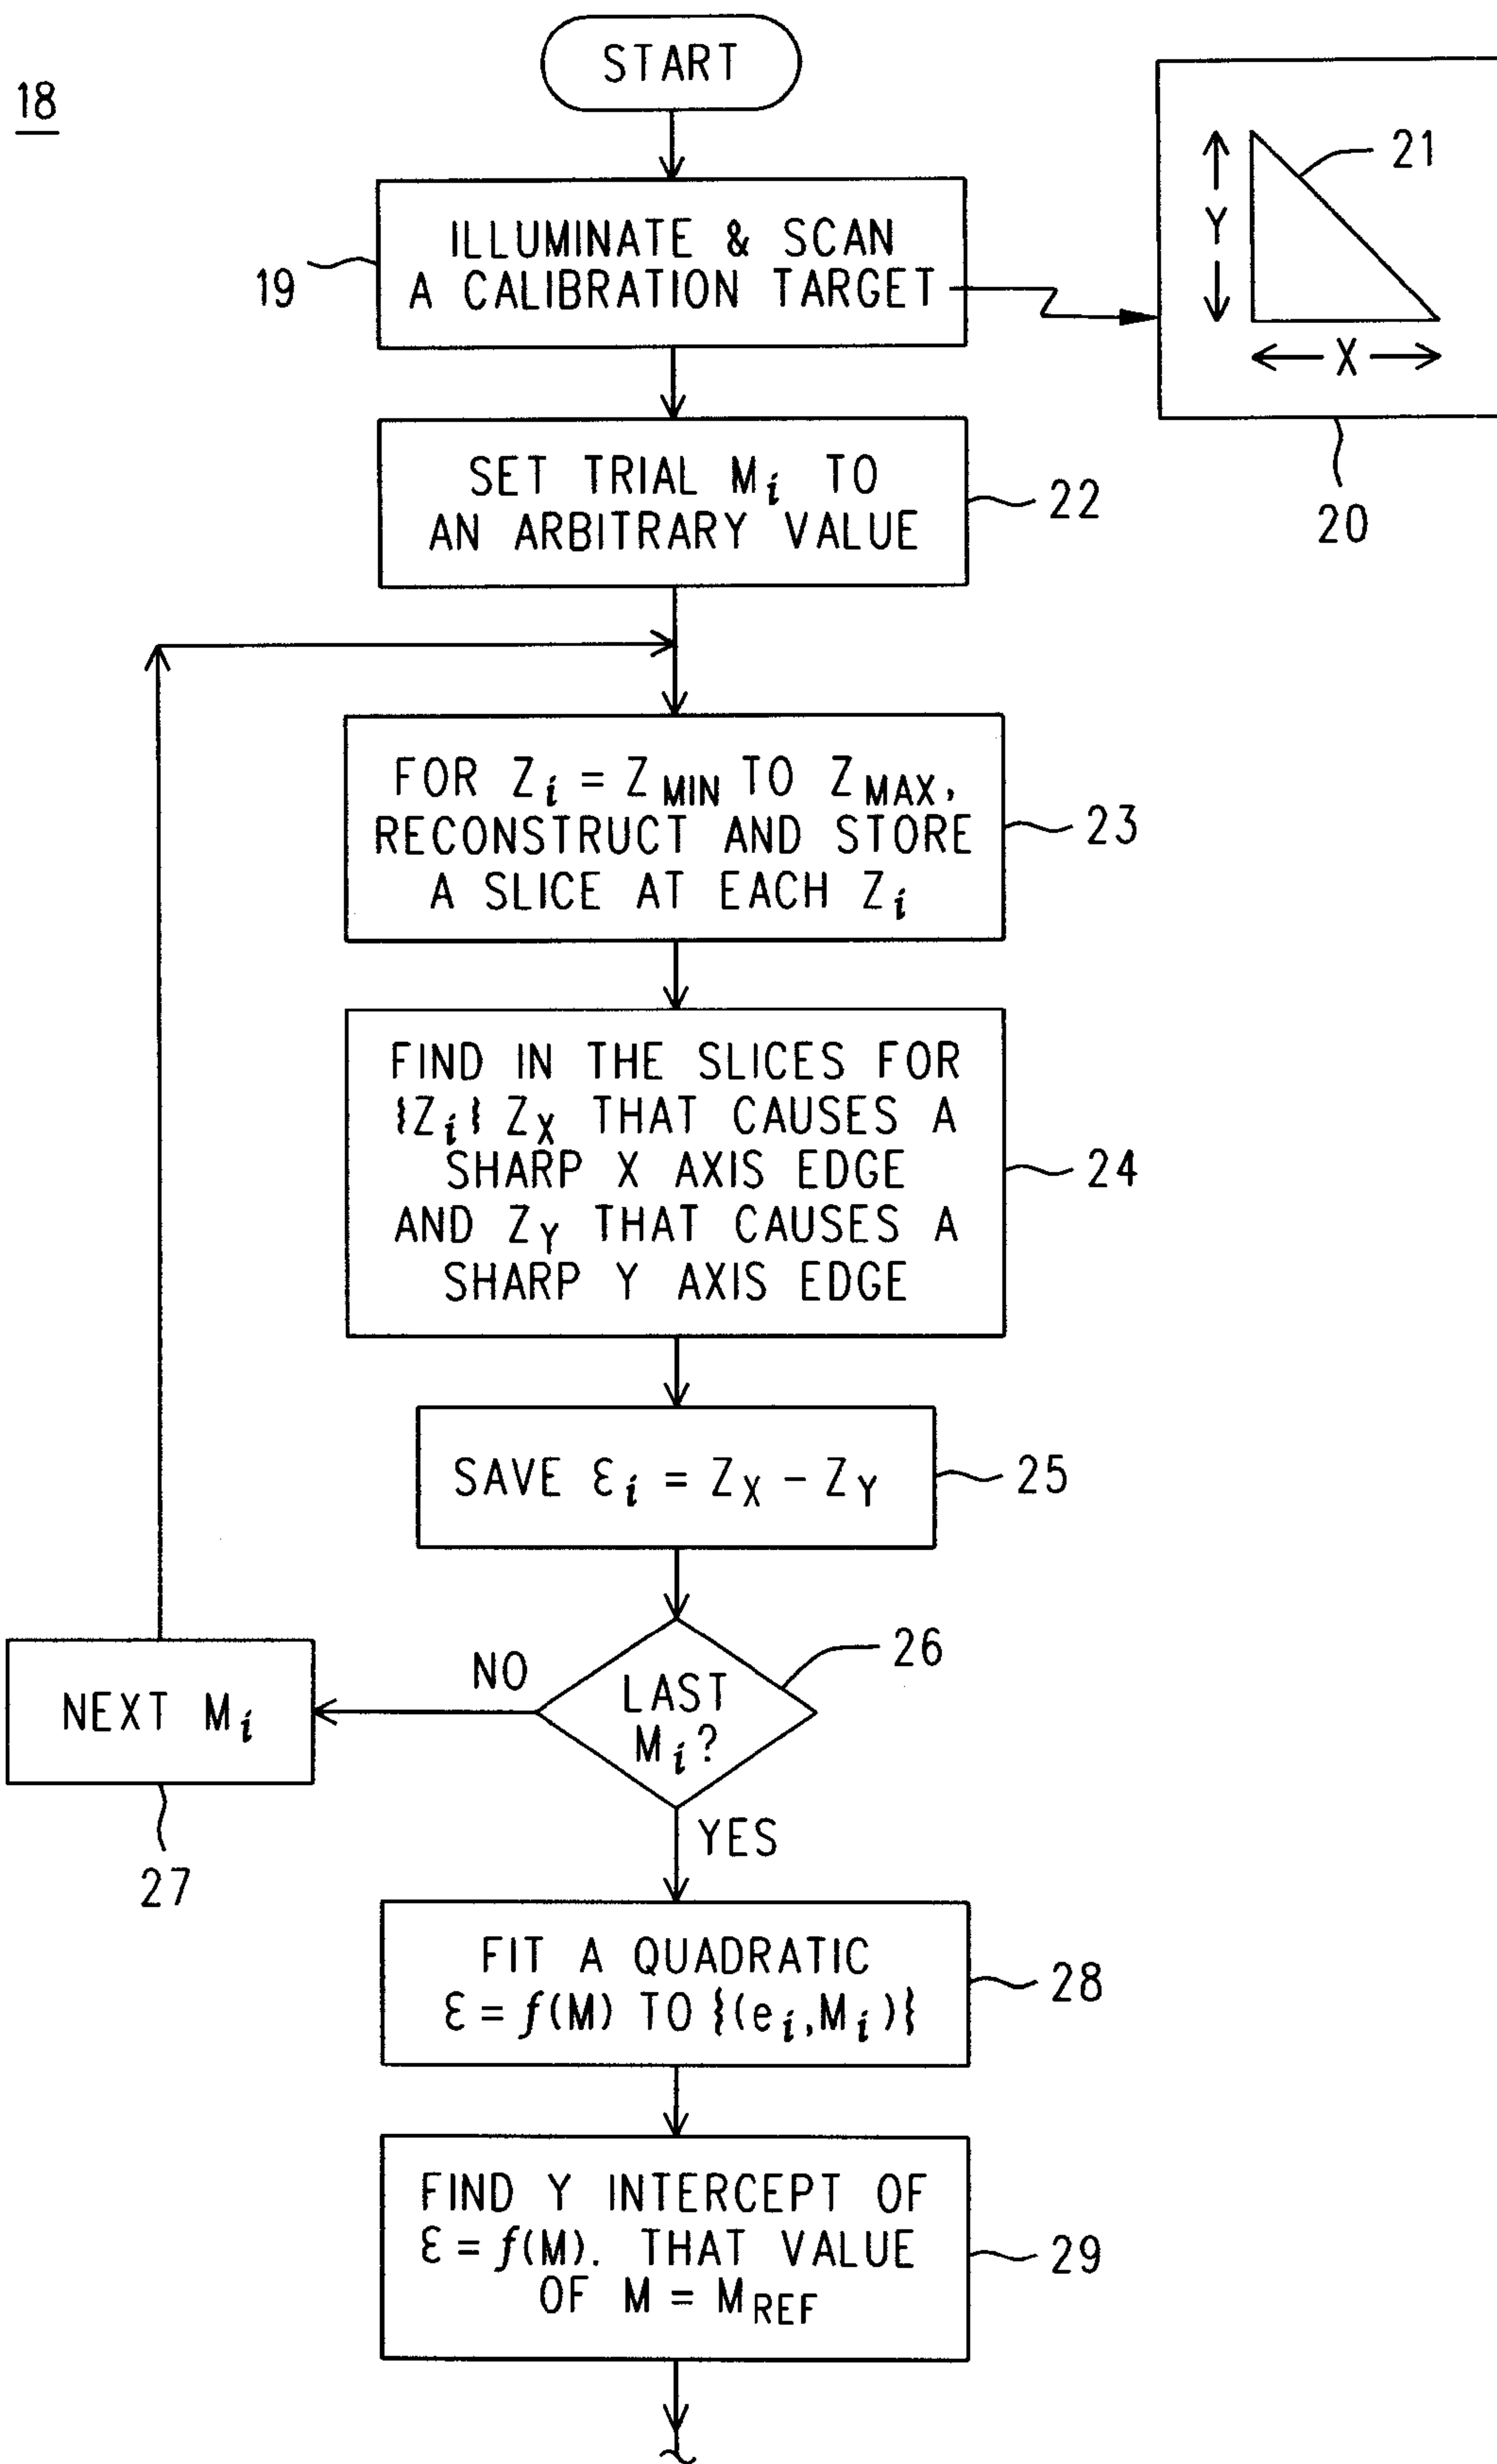 18
START
ILLUMINATE & SCAN
A CALIBRATION TARGET
19
Y
X
21
20
SET TRIAL Mi TO
AN ARBITRARY VALUE
22
FOR Zi = ZMIN TO ZMAX,
RECONSTRUCT AND STORE
A SLICE AT EACH Zi
23
FIND IN THE SLICES FOR
{Zi} ZX THAT CAUSES A
SHARP X AXIS EDGE
AND ZY THAT CAUSES A
SHARP Y AXIS EDGE
24
SAVE Ɛi = ZX − ZY
25
LAST
Mi?
26
NO
NEXT Mi
27
YES
FIT A QUADRATIC
Ɛ = f(M) TO {(ei,Mi)}
28
FIND Y INTERCEPT OF
Ɛ = f(M). THAT VALUE
OF M = MREF
29